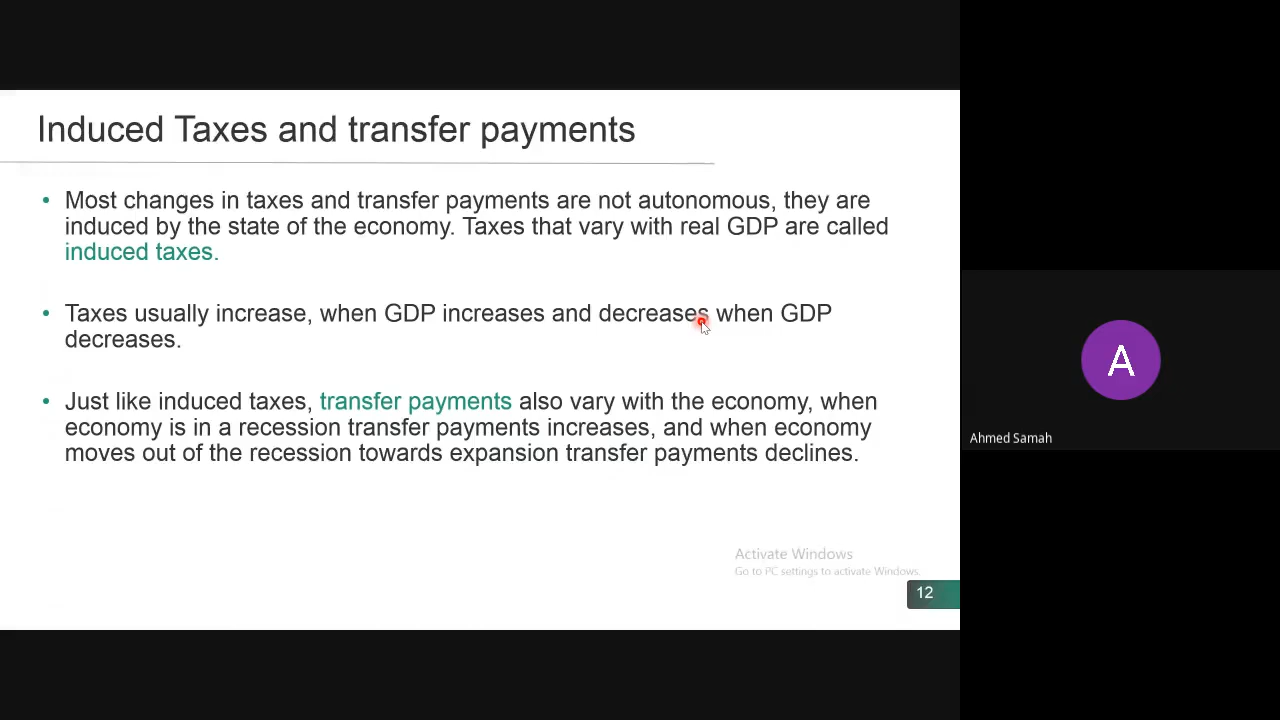 Induced Taxes and transfer payments
• Most changes in taxes and transfer payments are not autonomous, they are
induced by the state of the economy. Taxes that vary with real GDP are called
induced taxes.
• Taxes usually increase, when GDP increases and decreases when GDP
decreases.
• Just like induced taxes, transfer payments also vary with the economy, when
economy is in a recession transfer payments increases, and when economy
moves out of the recession towards expansion transfer payments declines.
Activate Windows
Go to PC settings to activate Windows.
12
A
Ahmed Samah